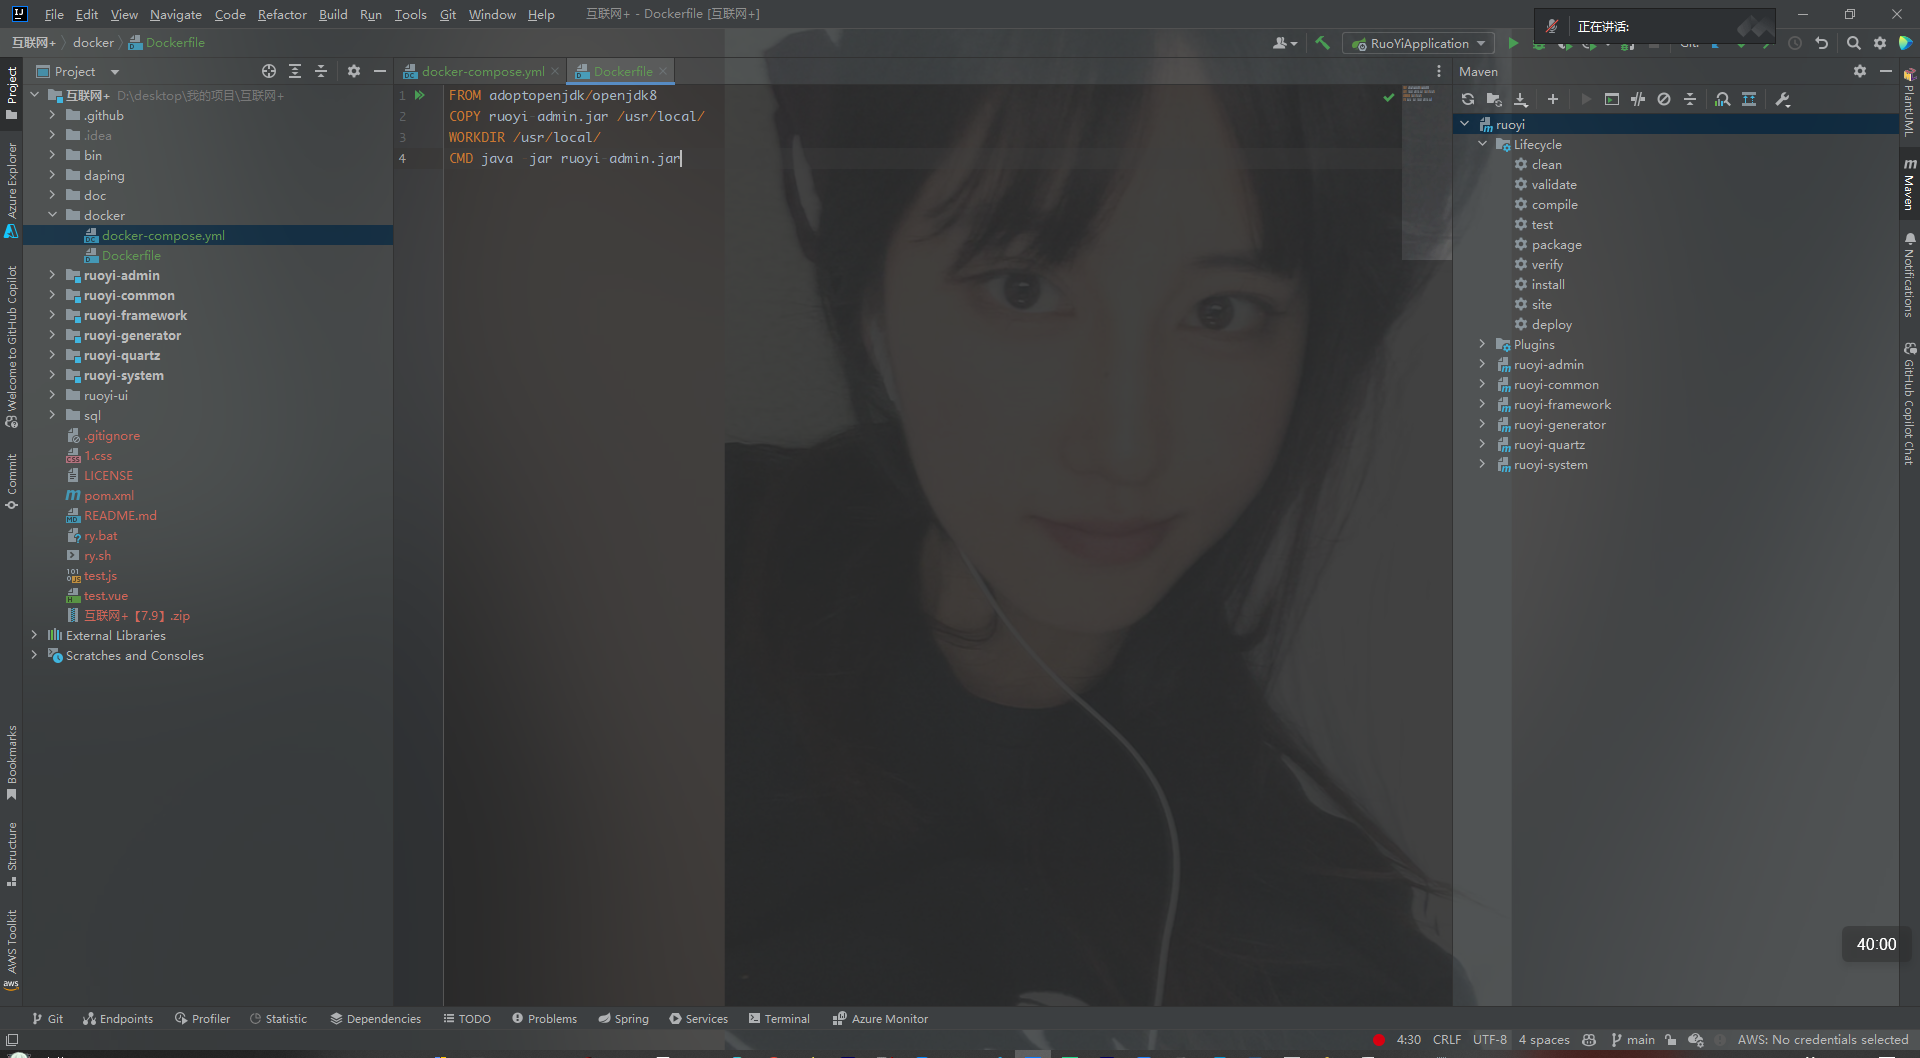 File Edit View Navigate Code Refactor Build Run Tools Git Window Help 互联网+ - Dockerfile [互联网+]
正在讲话:
互联网+ docker Dockerfile
RuoYiApplication
Project
docker-compose.yml
Dockerfile
Maven
互联网+ D:\desktop\我的项目\互联网+
.github
.idea
bin
daping
doc
docker
docker-compose.yml
Dockerfile
ruoyi-admin
ruoyi-common
ruoyi-framework
ruoyi-generator
ruoyi-quartz
ruoyi-system
ruoyi-ui
sql
.gitignore
1.css
LICENSE
pom.xml
README.md
ry.bat
ry.sh
test.js
test.vue
互联网+【7.9】.zip
External Libraries
Scratches and Consoles
1 FROM adoptopenjdk/openjdk8
2 COPY ruoyi-admin.jar /usr/local/
3 WORKDIR /usr/local/
4 CMD java -jar ruoyi-admin.jar
ruoyi
Lifecycle
clean
validate
compile
test
package
verify
install
site
deploy
Plugins
ruoyi-admin
ruoyi-common
ruoyi-framework
ruoyi-generator
ruoyi-quartz
ruoyi-system
Project
Azure Explorer
Welcome to GitHub Copilot
Commit
Bookmarks
Structure
AWS Toolkit
aws
PlantUML
Maven
Notifications
GitHub Copilot Chat
40:00
Git Endpoints Profiler Statistic Dependencies TODO Problems Spring Services Terminal Azure Monitor
4:30 CRLF UTF-8 4 spaces main AWS: No credentials selected